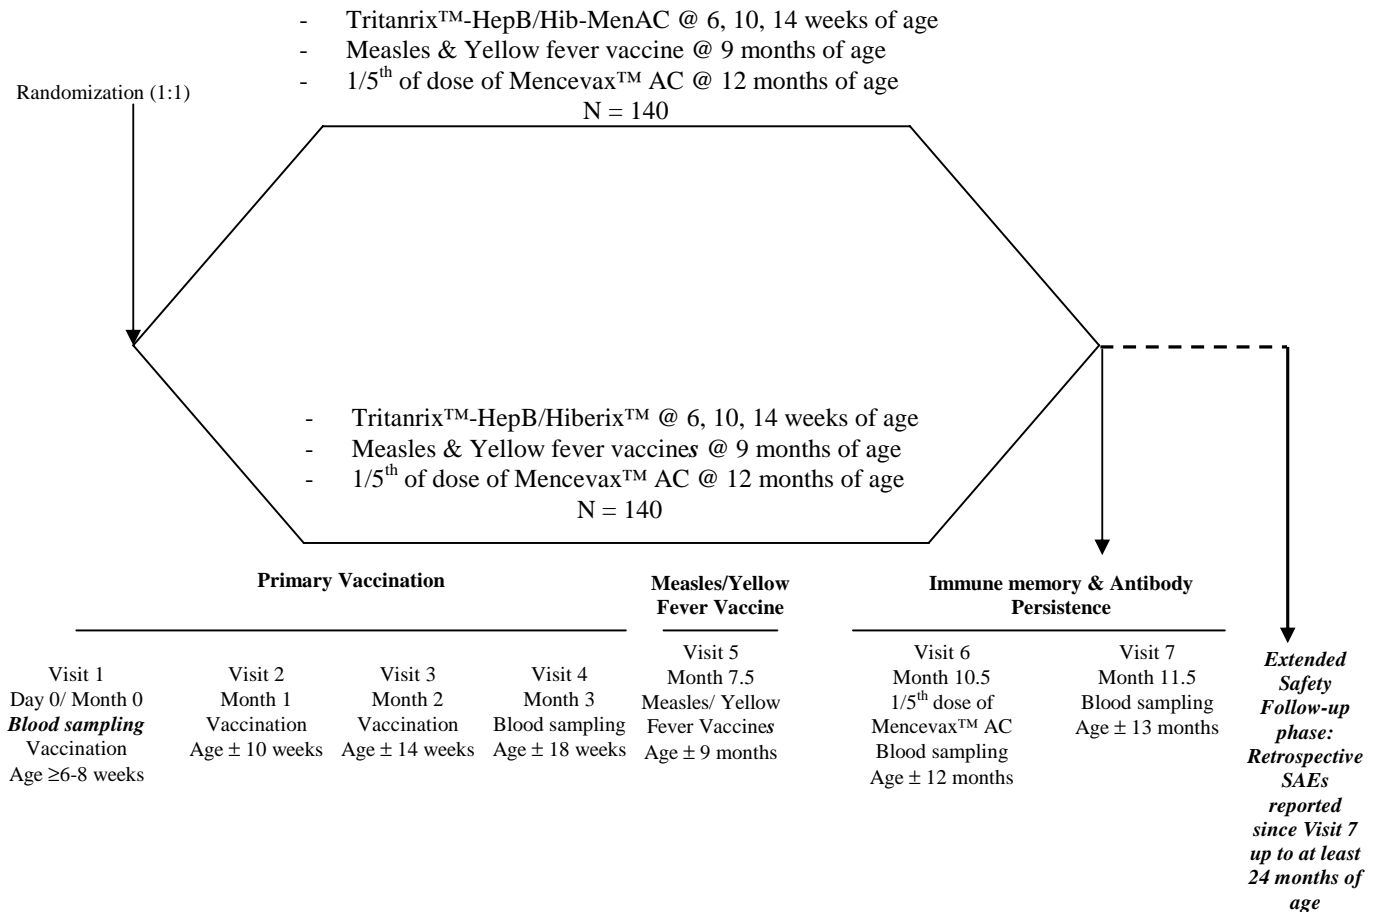 - Tritanrix™-HepB/Hib-MenAC @ 6, 10, 14 weeks of age
- Measles & Yellow fever vaccine @ 9 months of age
- 1/5th of dose of Mencevax™ AC @ 12 months of age
N = 140
Randomization (1:1)
- Tritanrix™-HepB/Hiberix™ @ 6, 10, 14 weeks of age
- Measles & Yellow fever vaccines @ 9 months of age
- 1/5th of dose of Mencevax™ AC @ 12 months of age
N = 140
Primary Vaccination
Measles/Yellow
Fever Vaccine
Immune memory & Antibody
Persistence
Visit 1
Day 0/ Month 0
Blood sampling
Vaccination
Age ≥6-8 weeks
Visit 2
Month 1
Vaccination
Age ± 10 weeks
Visit 3
Month 2
Vaccination
Age ± 14 weeks
Visit 4
Month 3
Blood sampling
Age ± 18 weeks
Visit 5
Month 7.5
Measles/ Yellow
Fever Vaccines
Age ± 9 months
Visit 6
Month 10.5
1/5th dose of
Mencevax™ AC
Blood sampling
Age ± 12 months
Visit 7
Month 11.5
Blood sampling
Age ± 13 months
Extended
Safety
Follow-up
phase:
Retrospective
SAEs
reported
since Visit 7
up to at least
24 months of
age